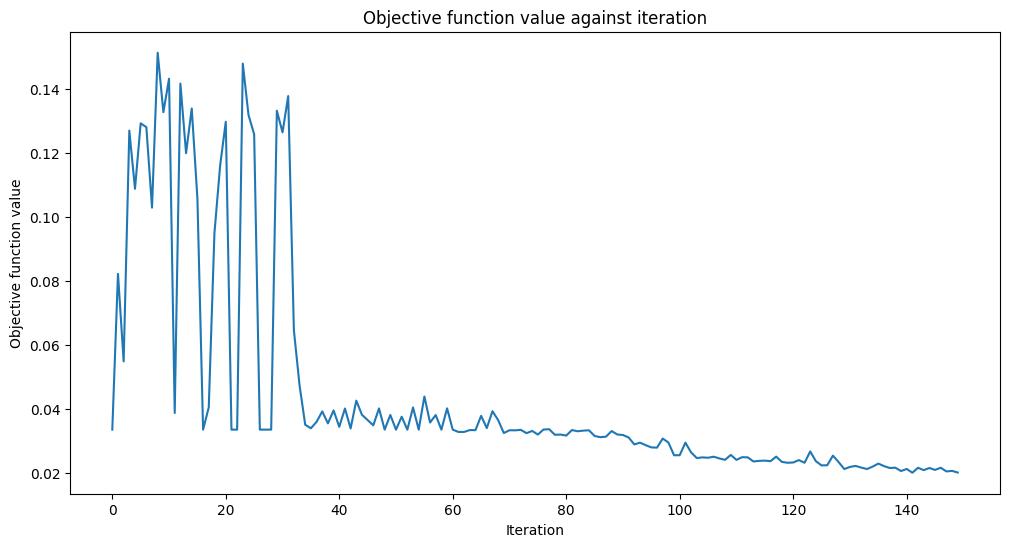 Objective function value against iteration
Objective function value
0.14
0.12
0.10
0.08
0.06
0.04
0.02
0 20 40 60 80 100 120 140
Iteration